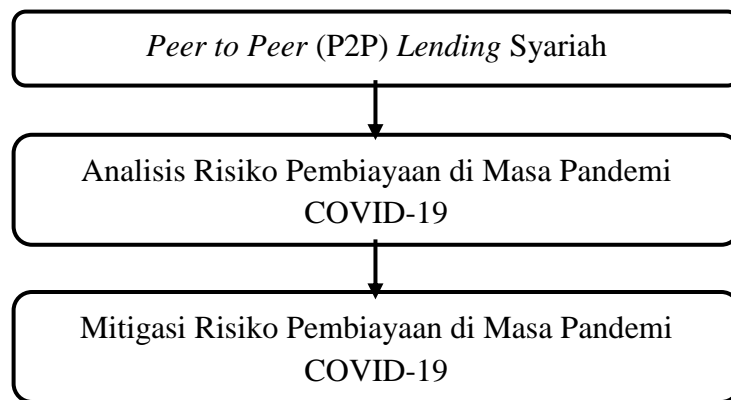 Peer to Peer (P2P) Lending Syariah
Analisis Risiko Pembiayaan di Masa Pandemi
COVID-19
Mitigasi Risiko Pembiayaan di Masa Pandemi
COVID-19